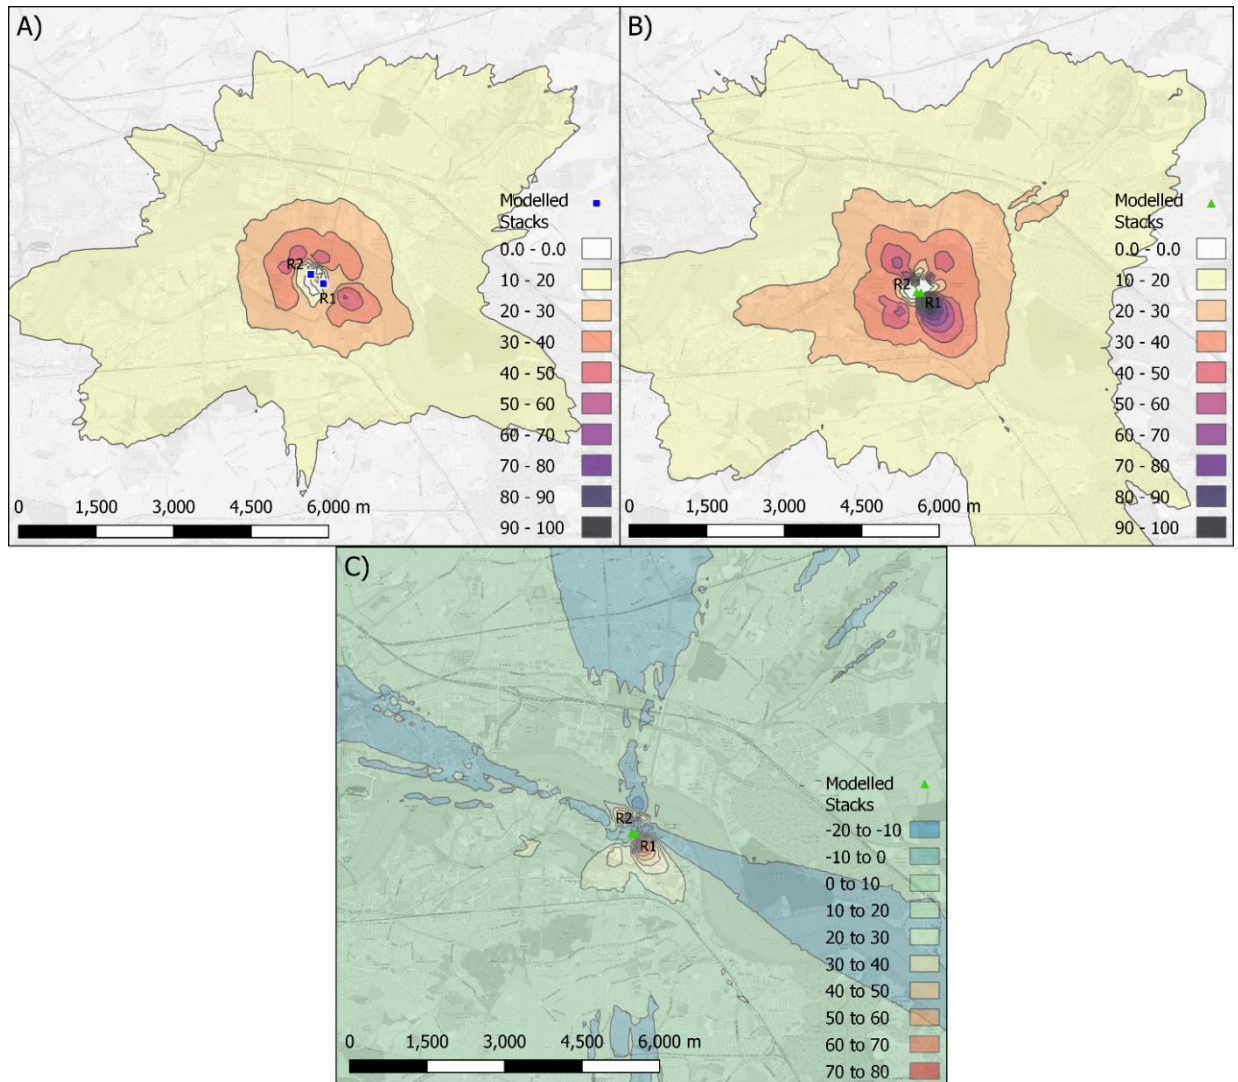 A)
R2
R1
Modelled
Stacks
0.0 - 0.0
10 - 20
20 - 30
30 - 40
40 - 50
50 - 60
60 - 70
70 - 80
80 - 90
90 - 100
0 1,500 3,000 4,500 6,000 m
B)
R2
R1
Modelled
Stacks
0.0 - 0.0
10 - 20
20 - 30
30 - 40
40 - 50
50 - 60
60 - 70
70 - 80
80 - 90
90 - 100
0 1,500 3,000 4,500 6,000 m
C)
R2
R1
Modelled
Stacks
-20 to -10
-10 to 0
0 to 10
10 to 20
20 to 30
30 to 40
40 to 50
50 to 60
60 to 70
70 to 80
0 1,500 3,000 4,500 6,000 m